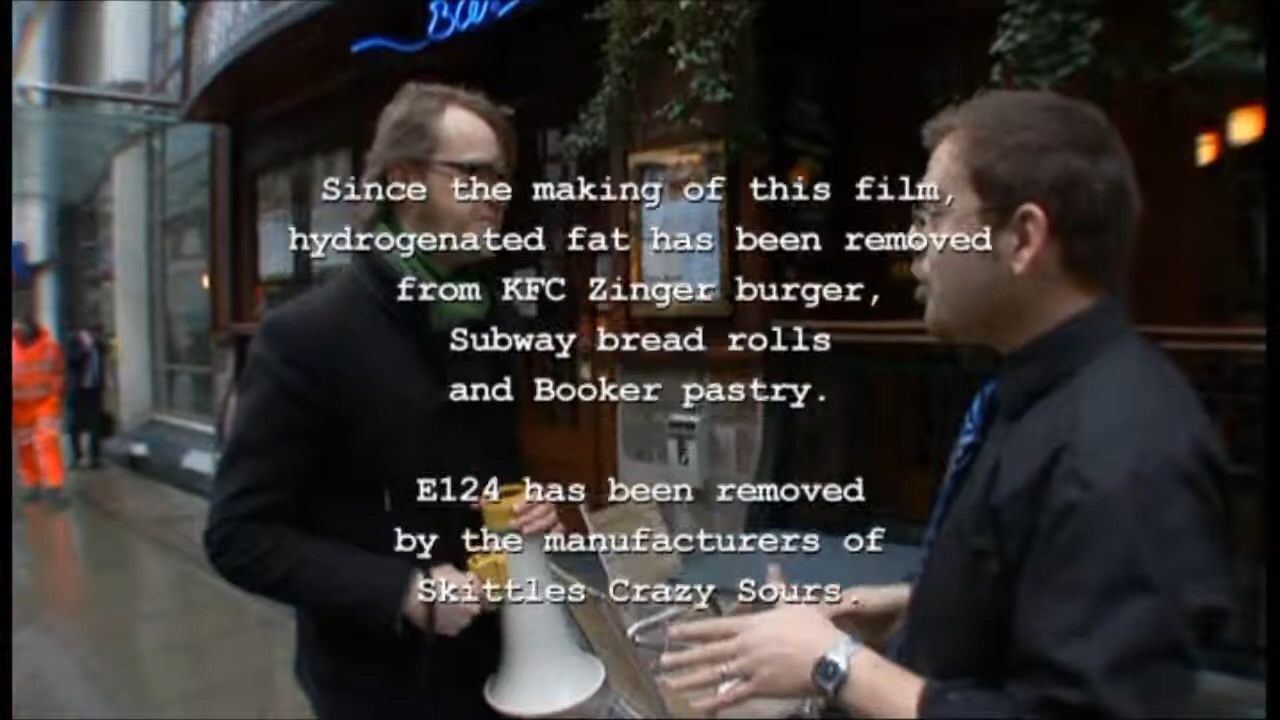 Since the making of this film,
hydrogenated fat has been removed
from KFC Zinger burger,
Subway bread rolls
and Booker pastry.
E124 has been removed
by the manufacturers of
Skittles Crazy Sours.